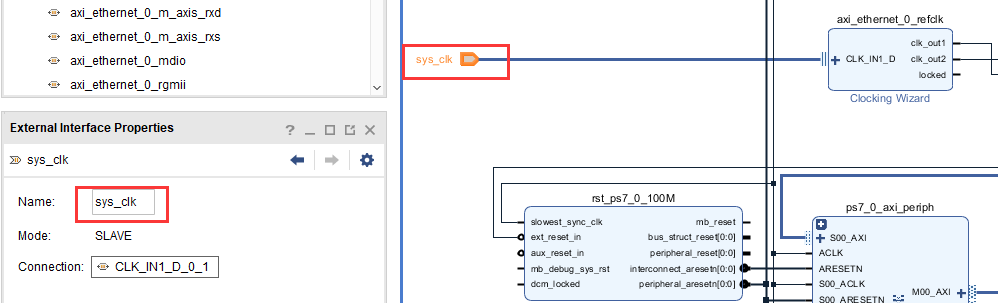 axi_ethernet_0_m_axis_rxd
axi_ethernet_0_m_axis_rxs
axi_ethernet_0_mdio
axi_ethernet_0_rgmii
External Interface Properties
sys_clk
Name: sys_clk
Mode: SLAVE
Connection: CLK_IN1_D_0_1
sys_clk
axi_ethernet_0_refclk
CLK_IN1_D
clk_out1
clk_out2
locked
Clocking Wizard
rst_ps7_0_100M
slowest_sync_clk
ext_reset_in
aux_reset_in
mb_debug_sys_rst
dcm_locked
mb_reset
bus_struct_reset[0:0]
peripheral_reset[0:0]
interconnect_aresetn[0:0]
peripheral_aresetn[0:0]
ps7_0_axi_periph
S00_AXI
ACLK
ARESETN
S00_ACLK
S00_ARESETN
M00_AXI